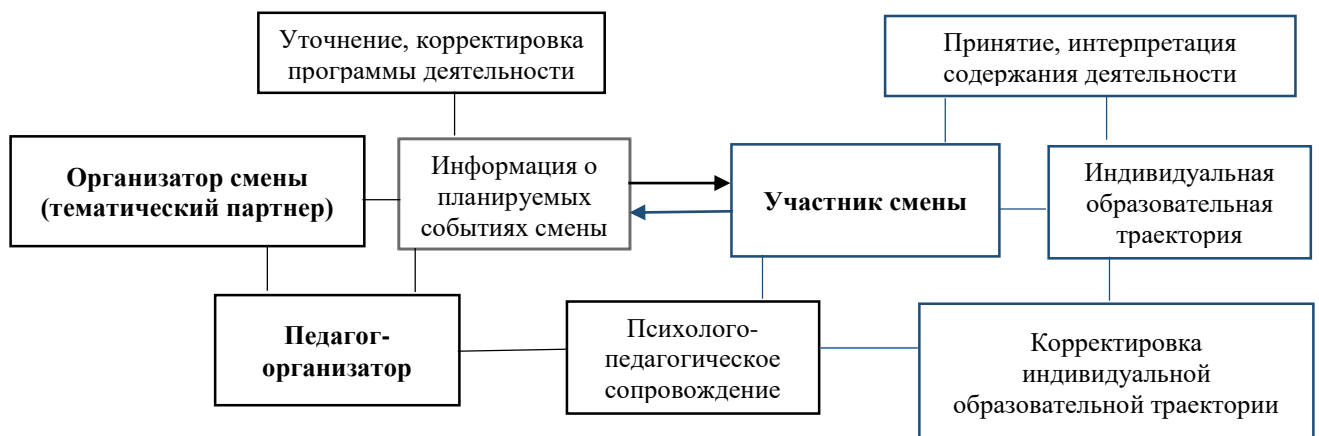 Уточнение, корректировка
программы деятельности
Принятие, интерпретация
содержания деятельности
Организатор смены
(тематический партнер)
Информация о
планируемых
событиях смены
Участник смены
Индивидуальная
образовательная
траектория
Педагог-
организатор
Психолого-
педагогическое
сопровождение
Корректировка
индивидуальной
образовательной траектории